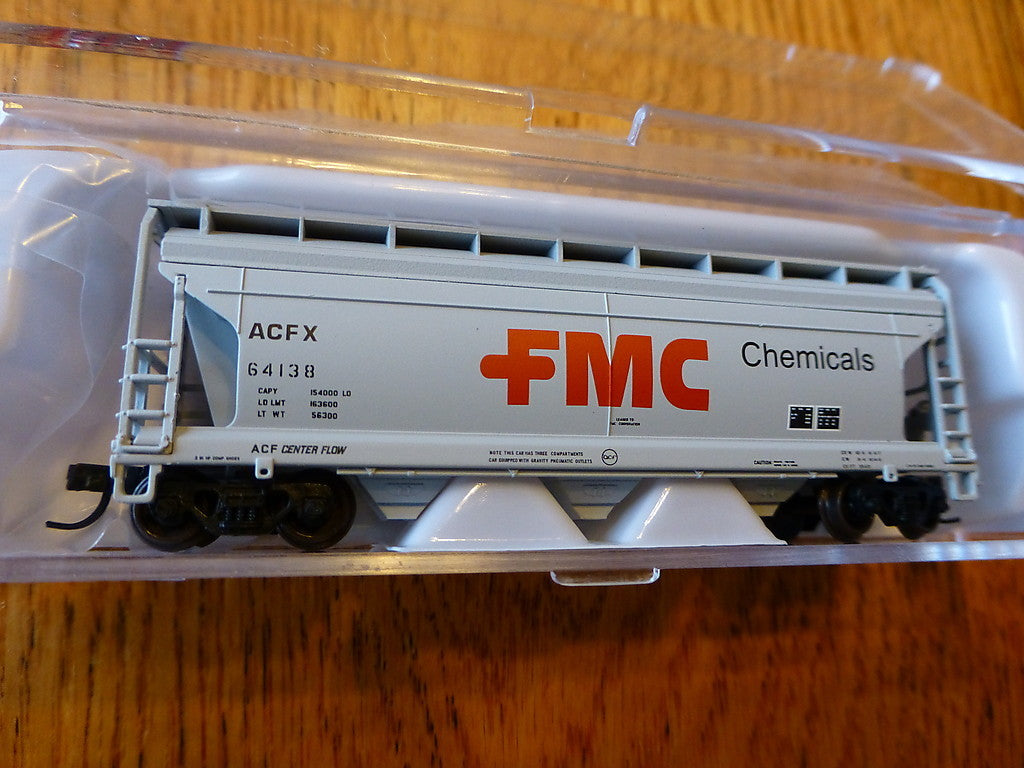 ACFX
64138
CAPY 154000 LD
LD LMT 163600
LT WT 56300
FMC Chemicals
ACF CENTER FLOW
NOTE THIS CAR HAS THREE COMPARTMENTS
CAR EQUIPPED WITH GRAVITY PNEUMATIC OUTLETS
ACF
CAUTION